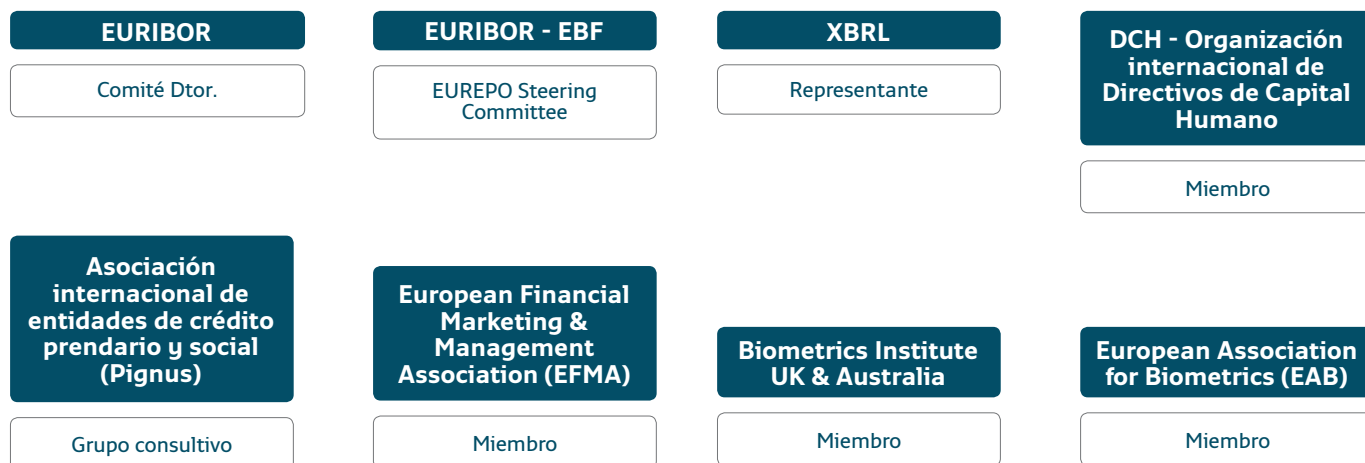 EURIBOR
Comité Dtor.
EURIBOR - EBF
EUREPO Steering
Committee
XBRL
Representante
DCH - Organización
internacional de
Directivos de Capital
Humano
Miembro
Asociación
internacional de
entidades de crédito
prendario y social
(Pignus)
Grupo consultivo
European Financial
Marketing &
Management
Association (EFMA)
Miembro
Biometrics Institute
UK & Australia
Miembro
European Association
for Biometrics (EAB)
Miembro